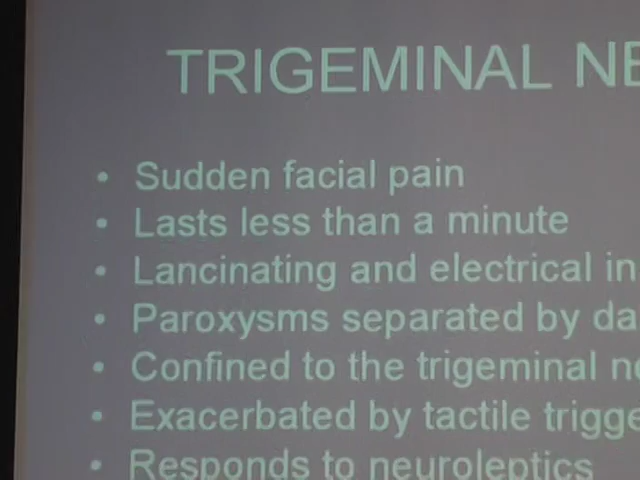 TRIGEMINAL NE
• Sudden facial pain
• Lasts less than a minute
• Lancinating and electrical in
• Paroxysms separated by da
• Confined to the trigeminal ne
• Exacerbated by tactile trigge
• Responds to neuroleptics